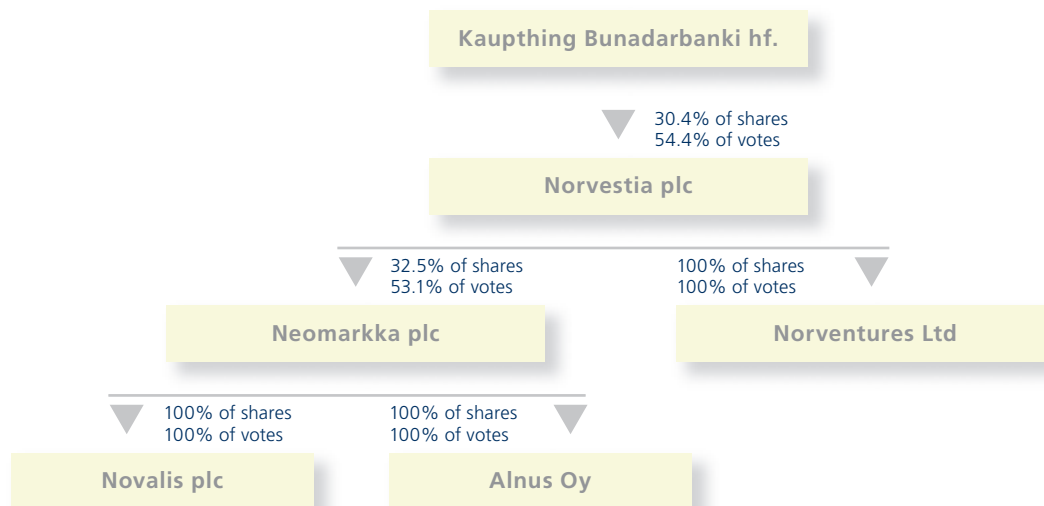 Kaupthing Bunadarbanki hf.
30.4% of shares
54.4% of votes
Norvestia plc
32.5% of shares
53.1% of votes
100% of shares
100% of votes
Neomarkka plc
Norventures Ltd
100% of shares
100% of votes
100% of shares
100% of votes
Novalis plc
Alnus Oy